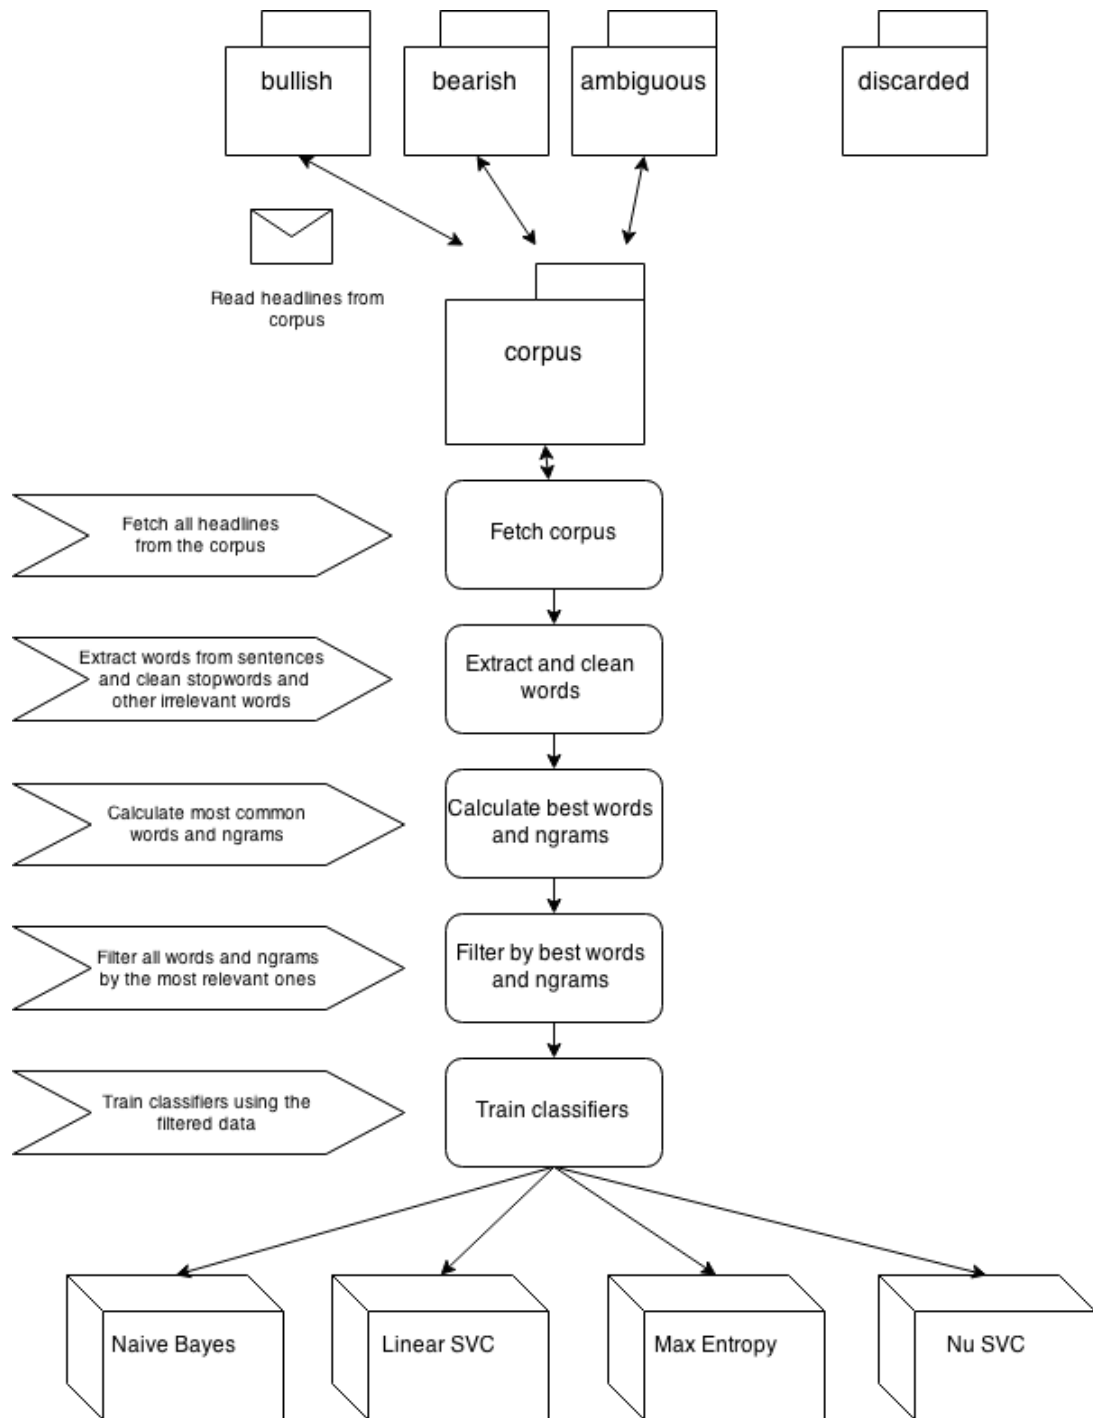 bullish
bearish
ambiguous
discarded
Read headlines from
corpus
corpus
Fetch all headlines
from the corpus
Fetch corpus
Extract words from sentences
and clean stopwords and
other irrelevant words
Extract and clean
words
Calculate most common
words and ngrams
Calculate best words
and ngrams
Filter all words and ngrams
by the most relevant ones
Filter by best words
and ngrams
Train classifiers using the
filtered data
Train classifiers
Naive Bayes
Linear SVC
Max Entropy
Nu SVC